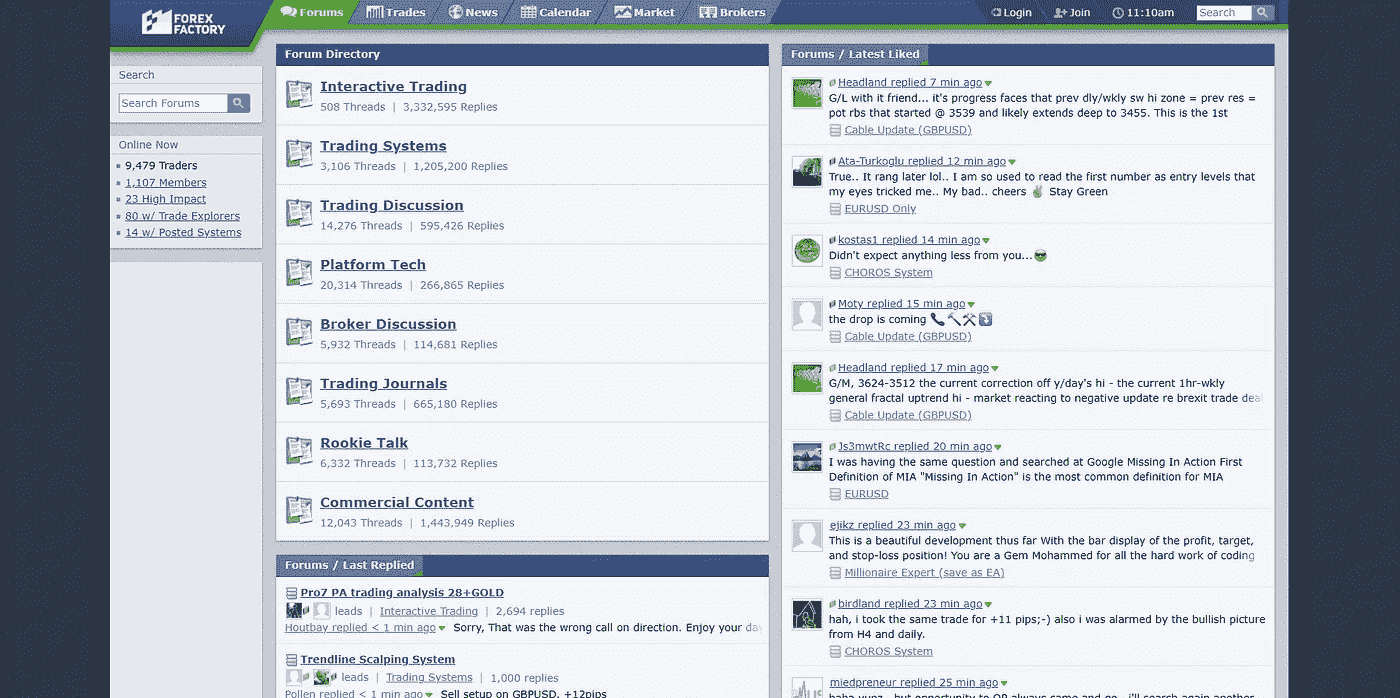 FOREX
FACTORY
Forums
Trades
News
Calendar
Market
Brokers
Login
Join
11:10am
Search
Search
Search Forums
Online Now
9,479 Traders
1,107 Members
23 High Impact
80 w/ Trade Explorers
14 w/ Posted Systems
Forum Directory
Interactive Trading
508 Threads | 3,332,595 Replies
Trading Systems
3,106 Threads | 1,205,200 Replies
Trading Discussion
14,276 Threads | 595,426 Replies
Platform Tech
20,314 Threads | 266,865 Replies
Broker Discussion
5,932 Threads | 114,681 Replies
Trading Journals
5,693 Threads | 665,180 Replies
Rookie Talk
6,332 Threads | 113,732 Replies
Commercial Content
12,043 Threads | 1,443,949 Replies
Forums / Last Replied
Pro7 PA trading analysis 28+GOLD
leads | Interactive Trading | 2,694 replies
Houtbay replied < 1 min ago Sorry, That was the wrong call on direction. Enjoy your day
Trendline Scalping System
leads | Trading Systems | 1,000 replies
Pollen replied < 1 min ago Sell setup on GBPUSD. +12pips
Forums / Latest Liked
Headland replied 7 min ago
G/L with it friend... it's progress faces that prev dly/wkly sw hi zone = prev res =
pot rbs that started @ 3539 and likely extends deep to 3455. This is the 1st
Cable Update (GBPUSD)
Ata-Turkoglu replied 12 min ago
True.. It rang later lol.. I am so used to read the first number as entry levels that
my eyes tricked me.. My bad.. cheers ✌ Stay Green
EURUSD Only
kostas1 replied 14 min ago
Didn't expect anything less from you...😎
CHOROS System
Moty replied 15 min ago
the drop is coming 📞🔨⚒⤵
Cable Update (GBPUSD)
Headland replied 17 min ago
G/M, 3624-3512 the current correction off y/day's hi - the current 1hr-wkly
general fractal uptrend hi - market reacting to negative update re brexit trade deal
Cable Update (GBPUSD)
Js3mwtRc replied 20 min ago
I was having the same question and searched at Google Missing In Action First
Definition of MIA "Missing In Action" is the most common definition for MIA
EURUSD
ejikz replied 23 min ago
This is a beautiful development thus far With the bar display of the profit, target,
and stop-loss position! You are a Gem Mohammed for all the hard work of coding
Millionaire Expert (save as EA)
birdland replied 23 min ago
hah, i took the same trade for +11 pips;-) also i was alarmed by the bullish picture
from H4 and daily.
CHOROS System
miedpreneur replied 25 min ago